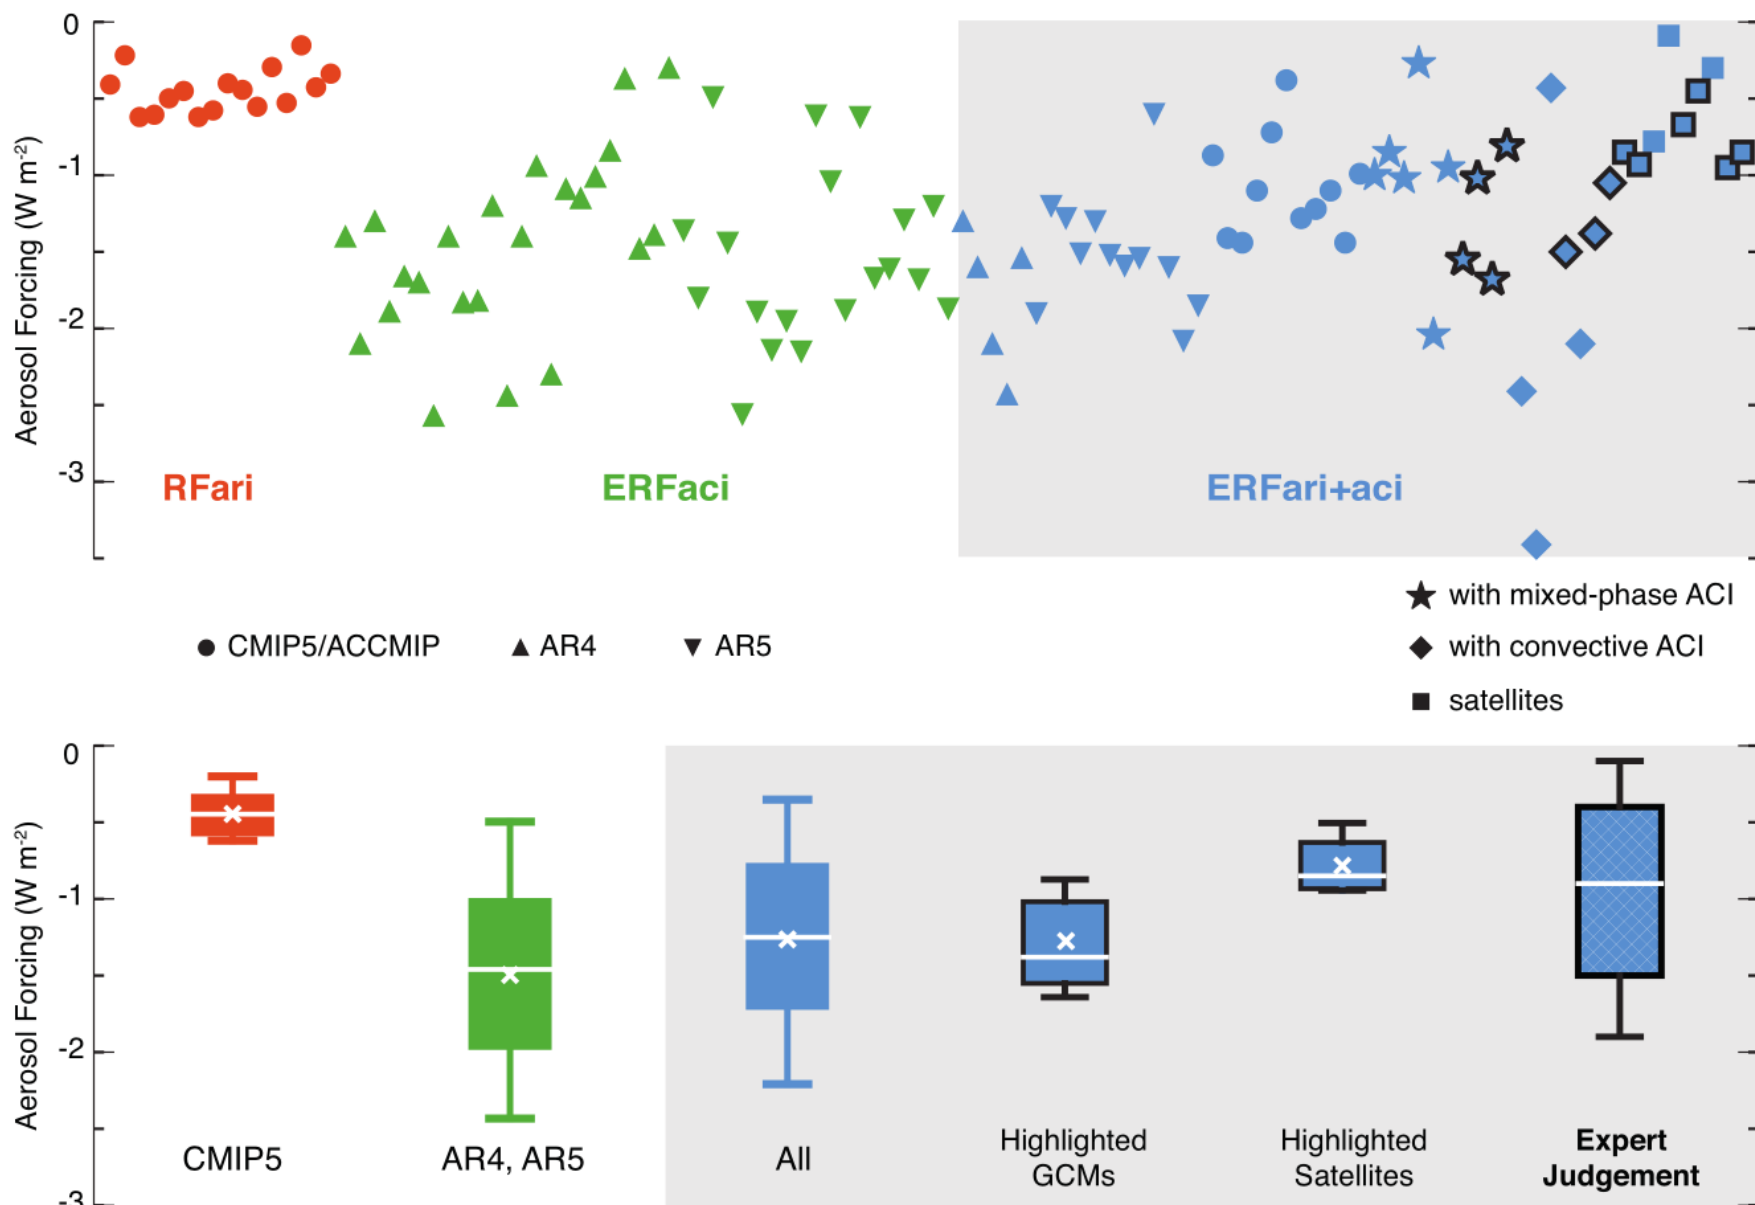 0
-1
-2
-3
Aerosol Forcing (W m-2)
RFari
ERFaci
ERFari+aci
with mixed-phase ACI
CMIP5/ACCMIP
AR4
AR5
with convective ACI
satellites
0
-1
-2
-3
Aerosol Forcing (W m-2)
CMIP5
AR4, AR5
All
Highlighted
GCMs
Highlighted
Satellites
Expert
Judgement